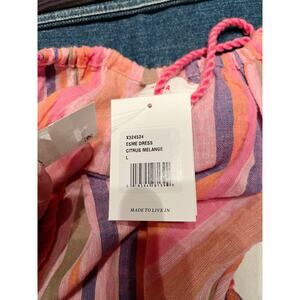 X324524
ESME DRESS
CITRUS MELANGE
L
MADE TO LIVE IN